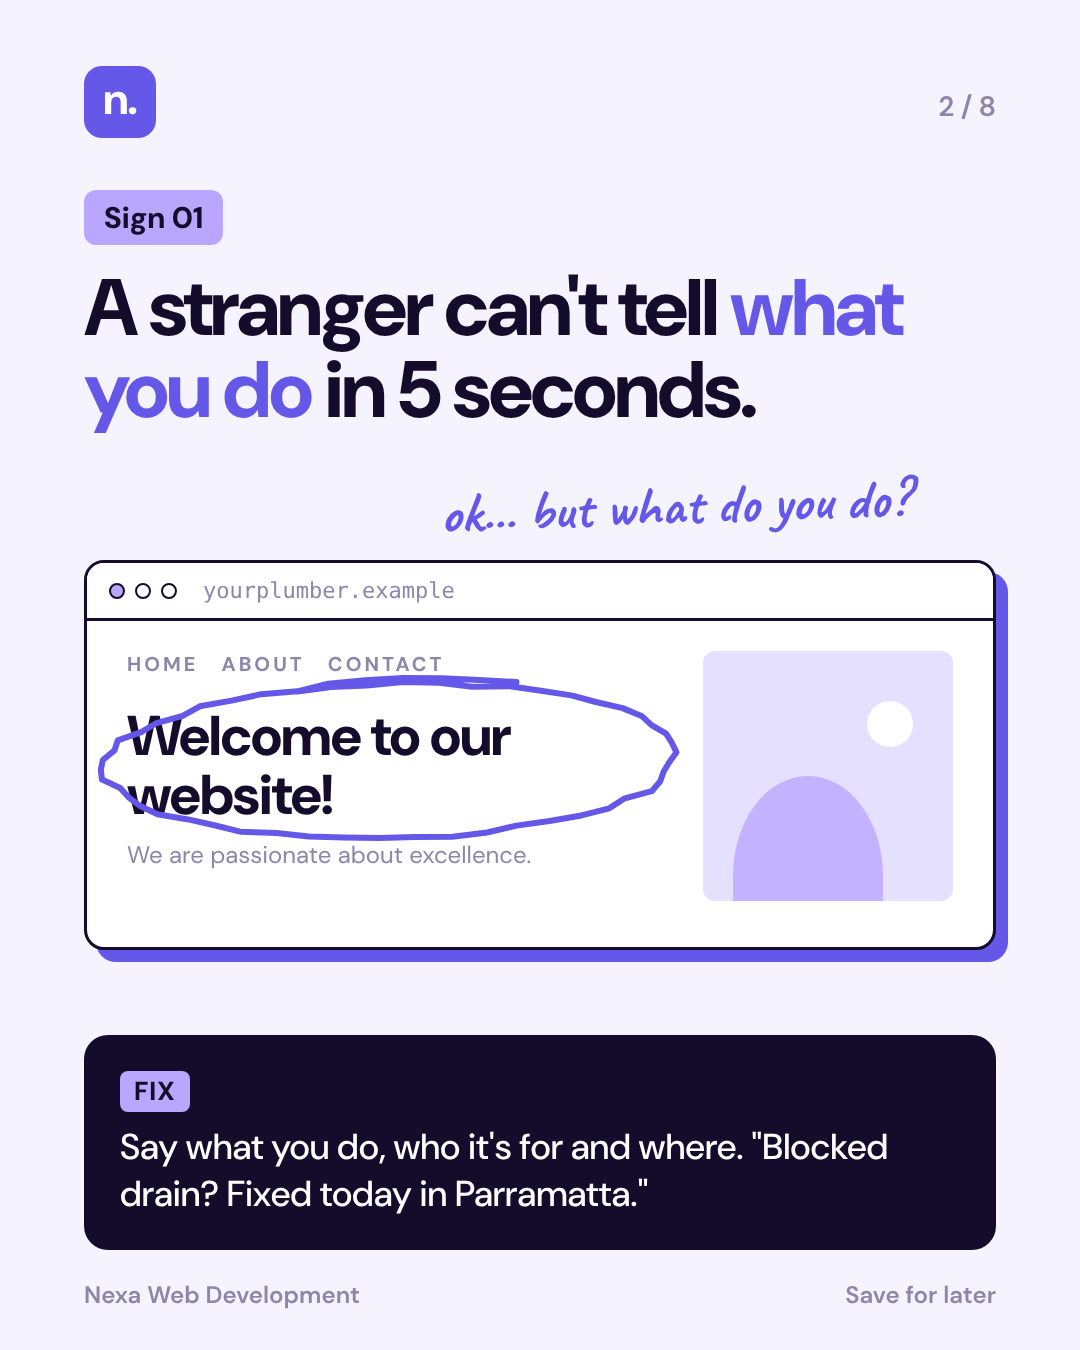 n.
2 / 8
Sign 01
A stranger can't tell what
you do in 5 seconds.
ok... but what do you do?
yourplumber.example
HOME ABOUT CONTACT
Welcome to our
website!
We are passionate about excellence.
FIX
Say what you do, who it's for and where. "Blocked
drain? Fixed today in Parramatta."
Nexa Web Development
Save for later